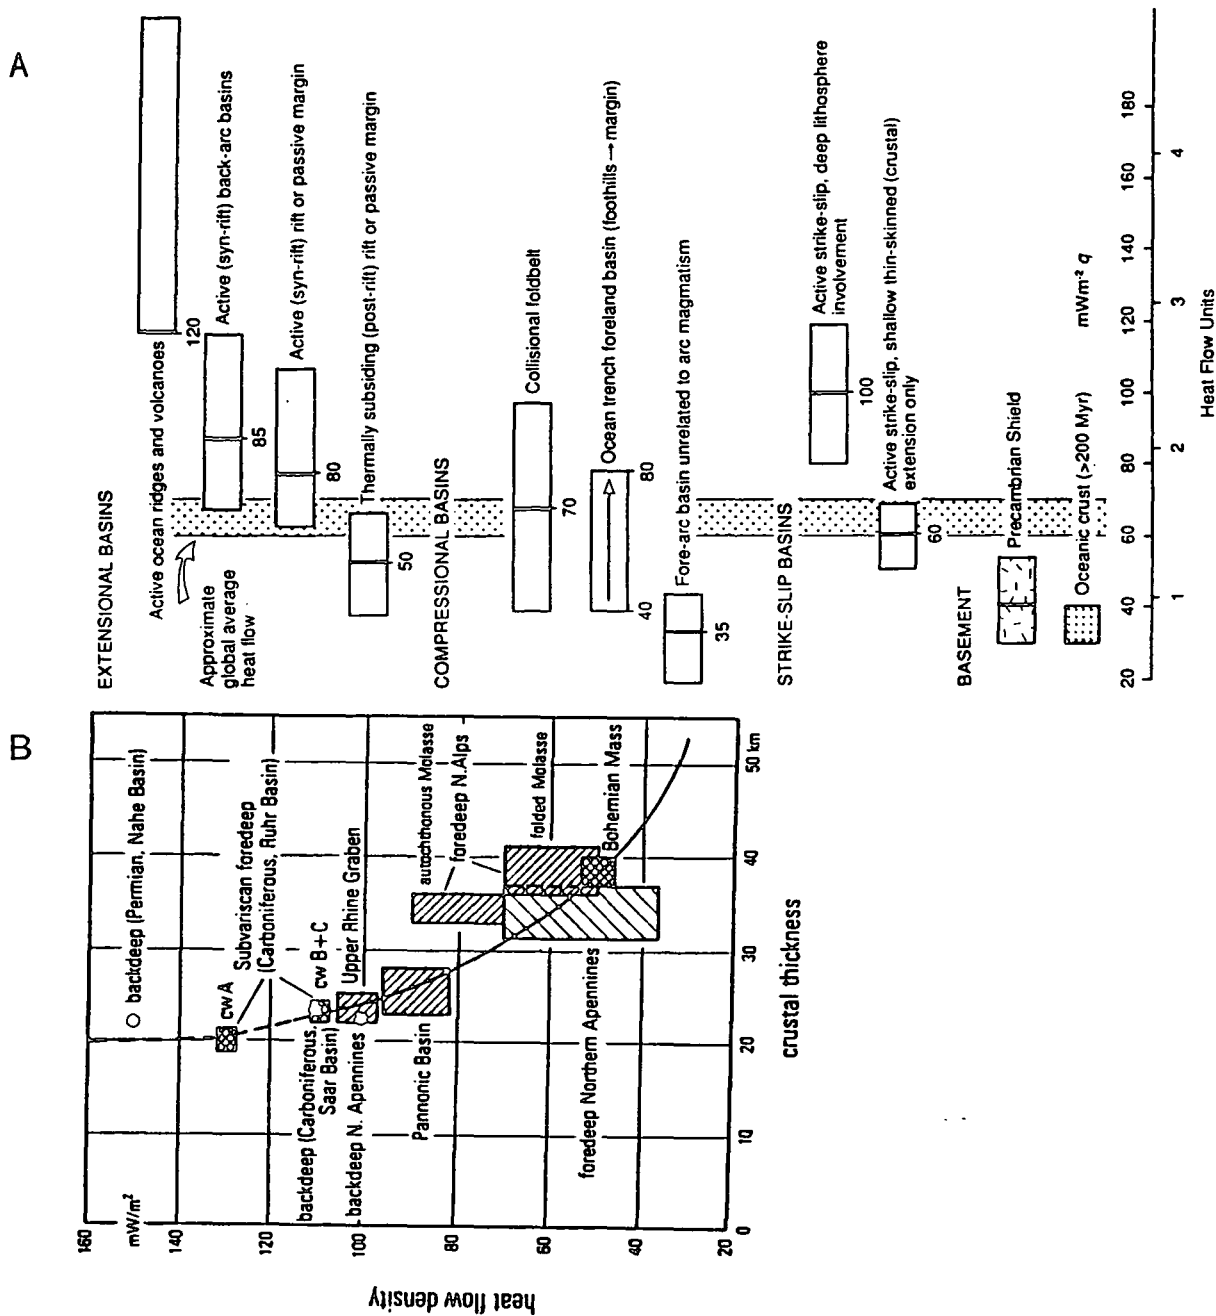 A
EXTENSIONAL BASINS
Active ocean ridges and volcanoes
120
Approximate
global average
heat flow
Active (syn-rift) back-arc basins
85
Active (syn-rift) rift or passive margin
80
Thermally subsiding (post-rift) rift or passive margin
50
COMPRESSIONAL BASINS
Collisional foldbelt
70
Ocean trench foreland basin (foothills → margin)
40
80
Fore-arc basin unrelated to arc magmatism
35
STRIKE-SLIP BASINS
Active strike-slip, deep lithosphere
involvement
100
Active strike-slip, shallow thin-skinned (crustal)
extension only
60
BASEMENT
Precambrian Shield
Oceanic crust (>200 Myr)
mWm⁻² q
20 40 60 80 100 120 140 160 180
1 2 3 4
Heat Flow Units
B
160
mW/m²
140
120
100
80
60
40
20
heat flow density
backdeep (Permian, Nahe Basin)
cw A
Subvariscan foredeep
(Carboniferous, Ruhr Basin)
cw B+C
backdeep (Carboniferous,
Saar Basin)
Upper Rhine Graben
backdeep N. Apennines
Pannonic Basin
autochthonous Molasse
foredeep N.Alps
folded Molasse
Bohemian Mass
foredeep Northern Apennines
0 10 20 30 40 50 km
crustal thickness